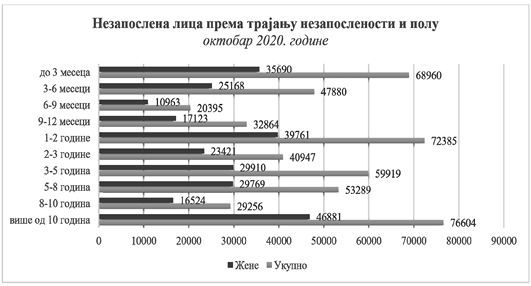 Незапослена лица према трајању незапослености и полу
октобар 2020. године
до 3 месеца 35690 68960
3-6 месеци 25168 47880
6-9 месеци 10963 20395
9-12 месеци 17123 32864
1-2 године 39761 72385
2-3 године 23421 40947
3-5 година 29910 59919
5-8 година 29769 53289
8-10 година 16524 29256
више од 10 година 46881 76604
0 10000 20000 30000 40000 50000 60000 70000 80000 90000
Жене Укупно